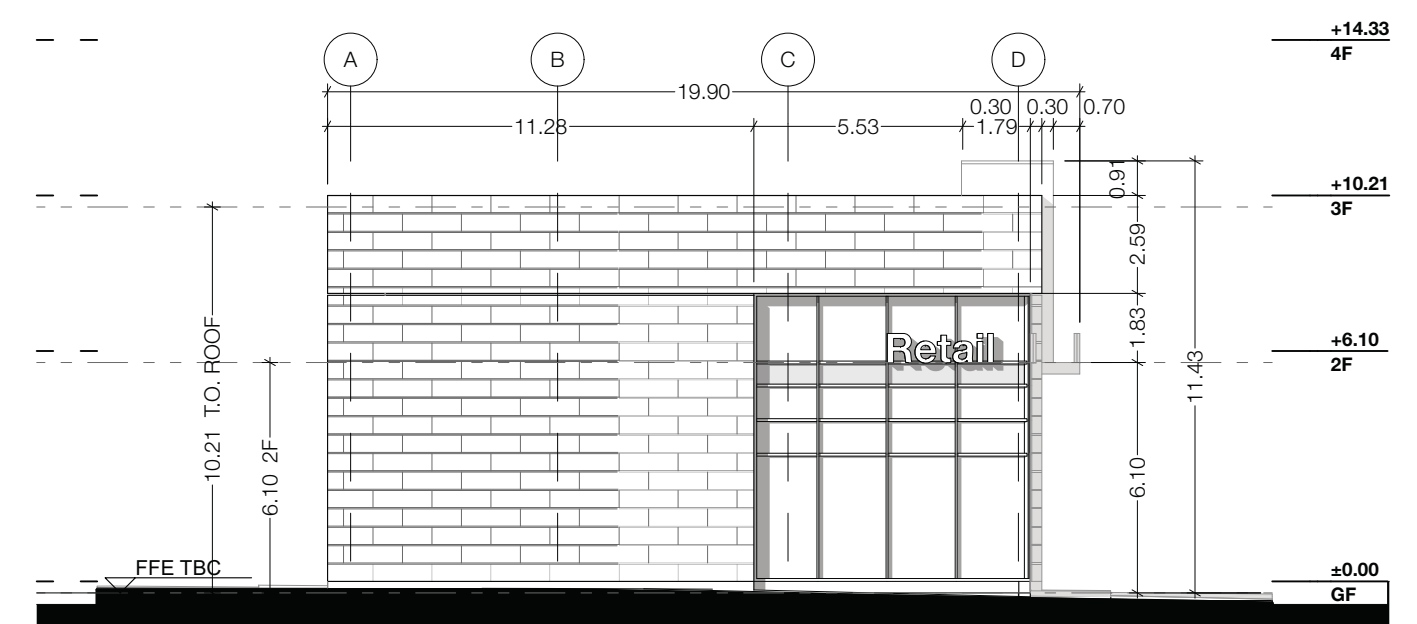 +14.33
4F
A
B
C
D
19.90
0.30 0.30 0.70
11.28
5.53
1.79
0.91
+10.21
3F
2.59
1.83
Retail
+6.10
2F
10.21 T.O. ROOF
6.10 2F
11.43
6.10
FFE TBC
±0.00
GF